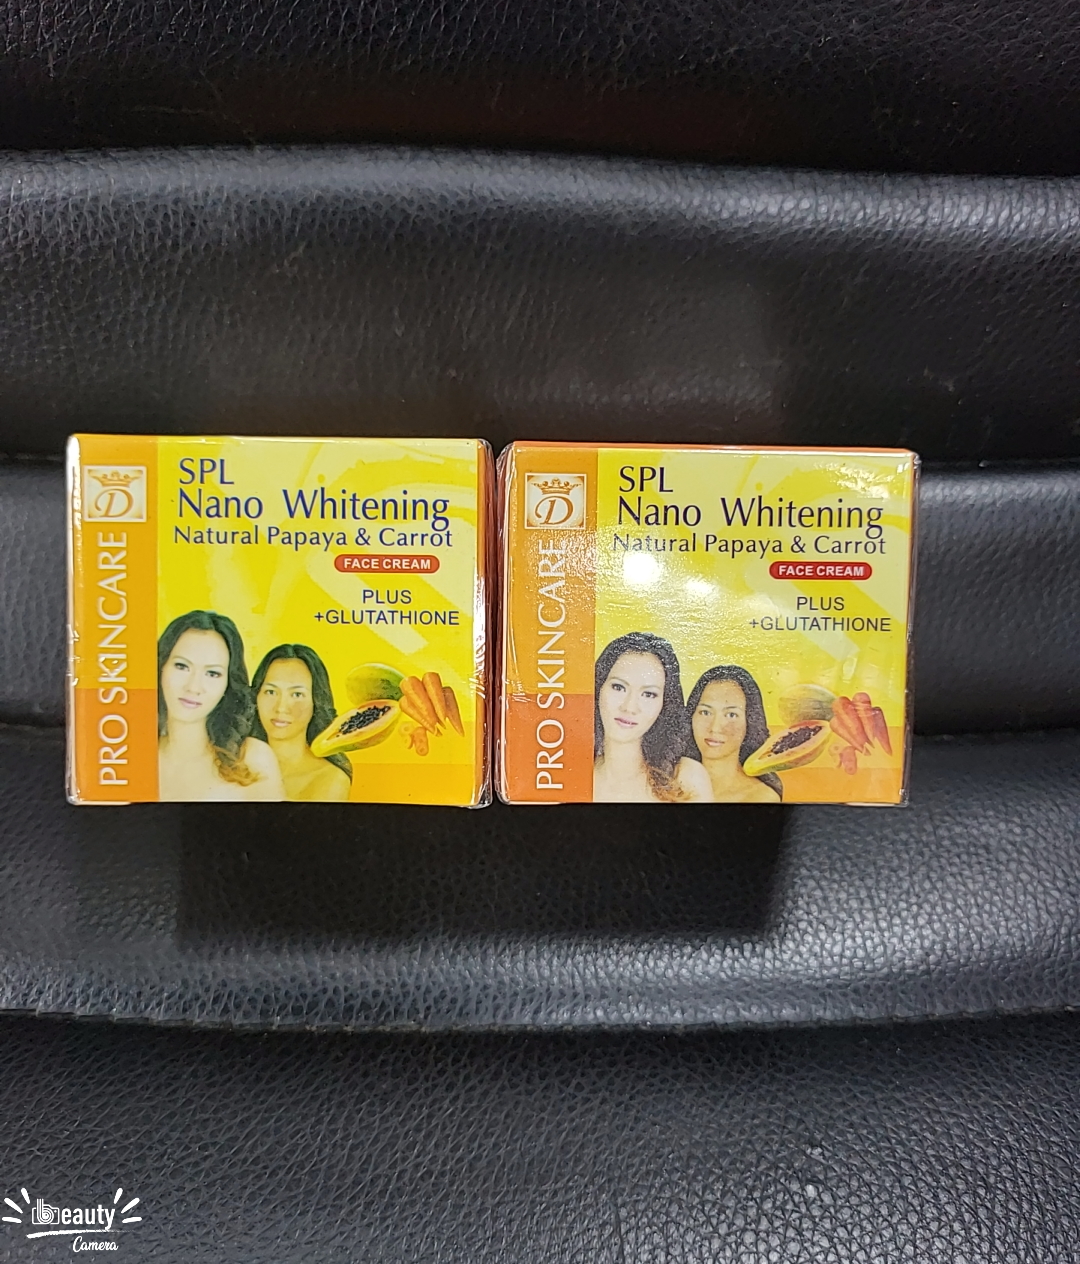 SPL
Nano Whitening
Natural Papaya & Carrot
FACE CREAM
PLUS
+GLUTATHIONE
D
PRO SKINCARE
SPL
Nano Whitening
Natural Papaya & Carrot
FACE CREAM
PLUS
+GLUTATHIONE
D
PRO SKINCARE
beauty
Camera